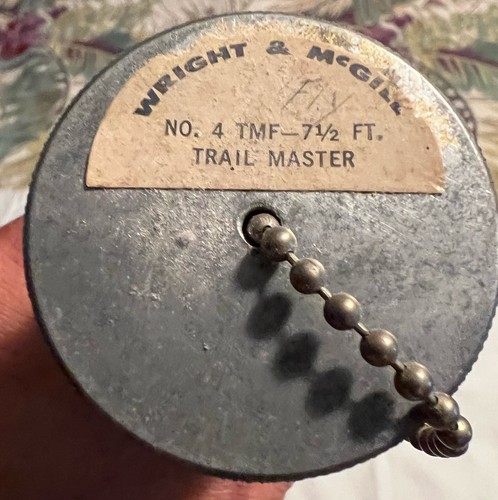 WRIGHT & McGILL
Fly
NO. 4 TMF—7½ FT.
TRAIL MASTER